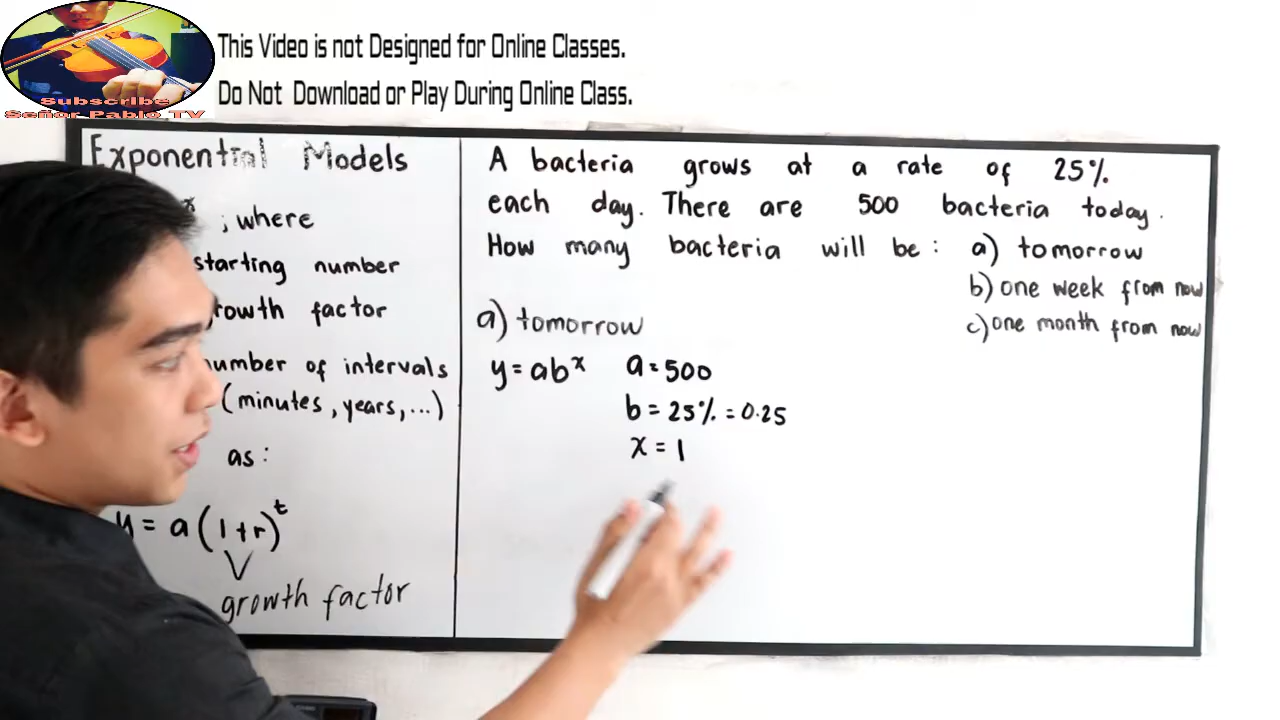 This Video is not Designed for Online Classes.
Do Not Download or Play During Online Class.
Subscribe
Señor Pablo TV
Exponential Models
x ; where
starting number
growth factor
number of intervals
(minutes, years, ...)
as:
y = a(1+r)^t
growth factor
A bacteria grows at a rate of 25%
each day. There are 500 bacteria today.
How many bacteria will be: a) tomorrow
b) one week from now
c) one month from now
a) tomorrow
y = ab^x a = 500
b = 25% = 0.25
x = 1